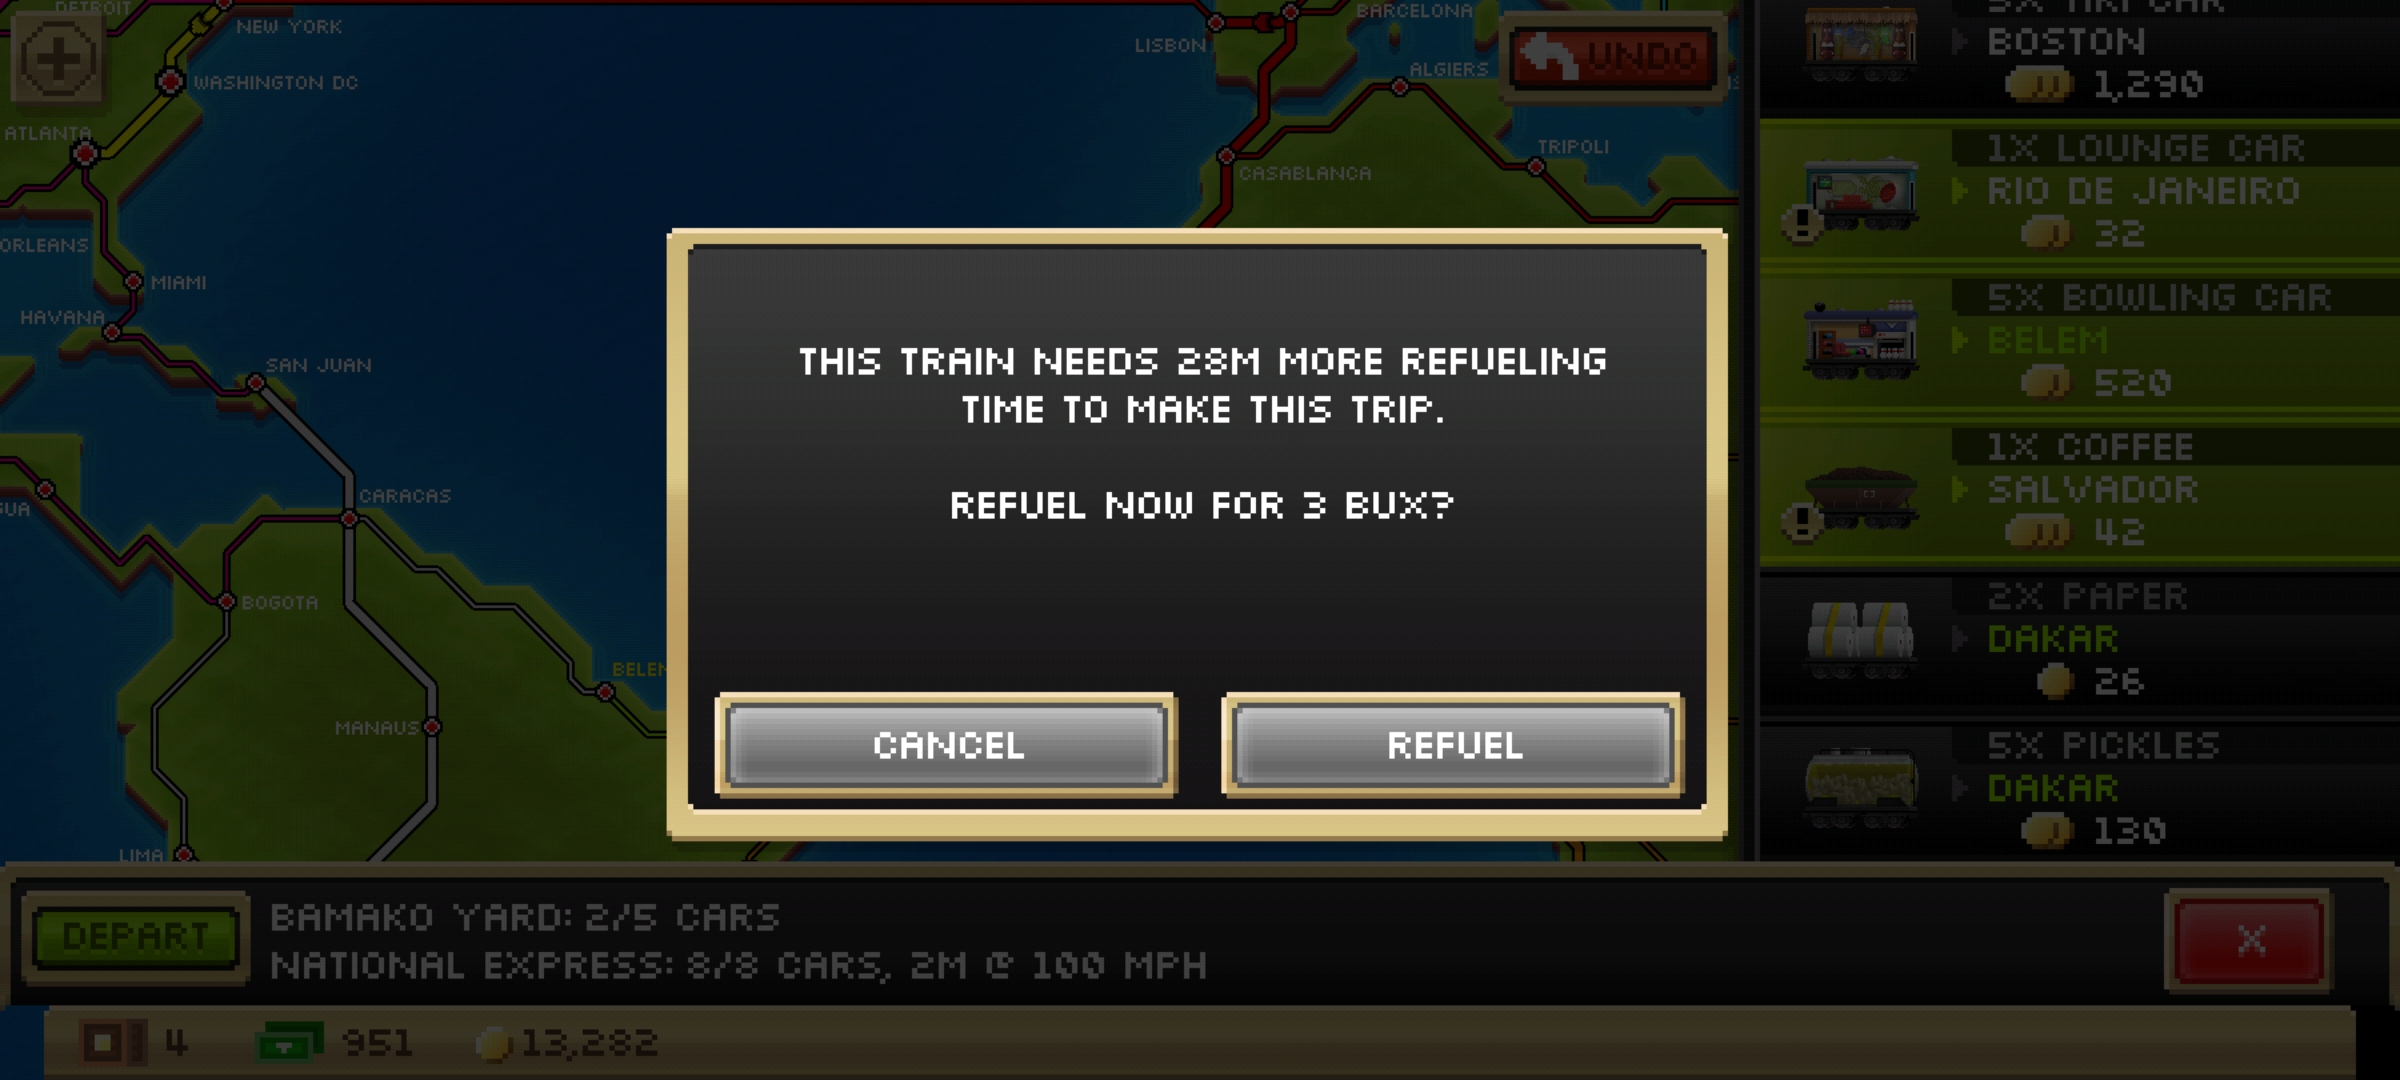 DETROIT
NEW YORK
WASHINGTON DC
ATLANTA
ORLEANS
MIAMI
HAVANA
SAN JUAN
CARACAS
BOGOTA
MANAUS
LIMA
BELEM
LISBON
BARCELONA
ALGIERS
CASABLANCA
TRIPOLI
UNDO
5X TIKI CAR
BOSTON
1,290
1X LOUNGE CAR
RIO DE JANEIRO
32
5X BOWLING CAR
BELEM
520
1X COFFEE
SALVADOR
42
2X PAPER
DAKAR
26
5X PICKLES
DAKAR
130
THIS TRAIN NEEDS 28M MORE REFUELING
TIME TO MAKE THIS TRIP.
REFUEL NOW FOR 3 BUX?
CANCEL
REFUEL
DEPART
BAMAKO YARD: 2/5 CARS
NATIONAL EXPRESS: 8/8 CARS, 2M @ 100 MPH
X
4
951
13,282